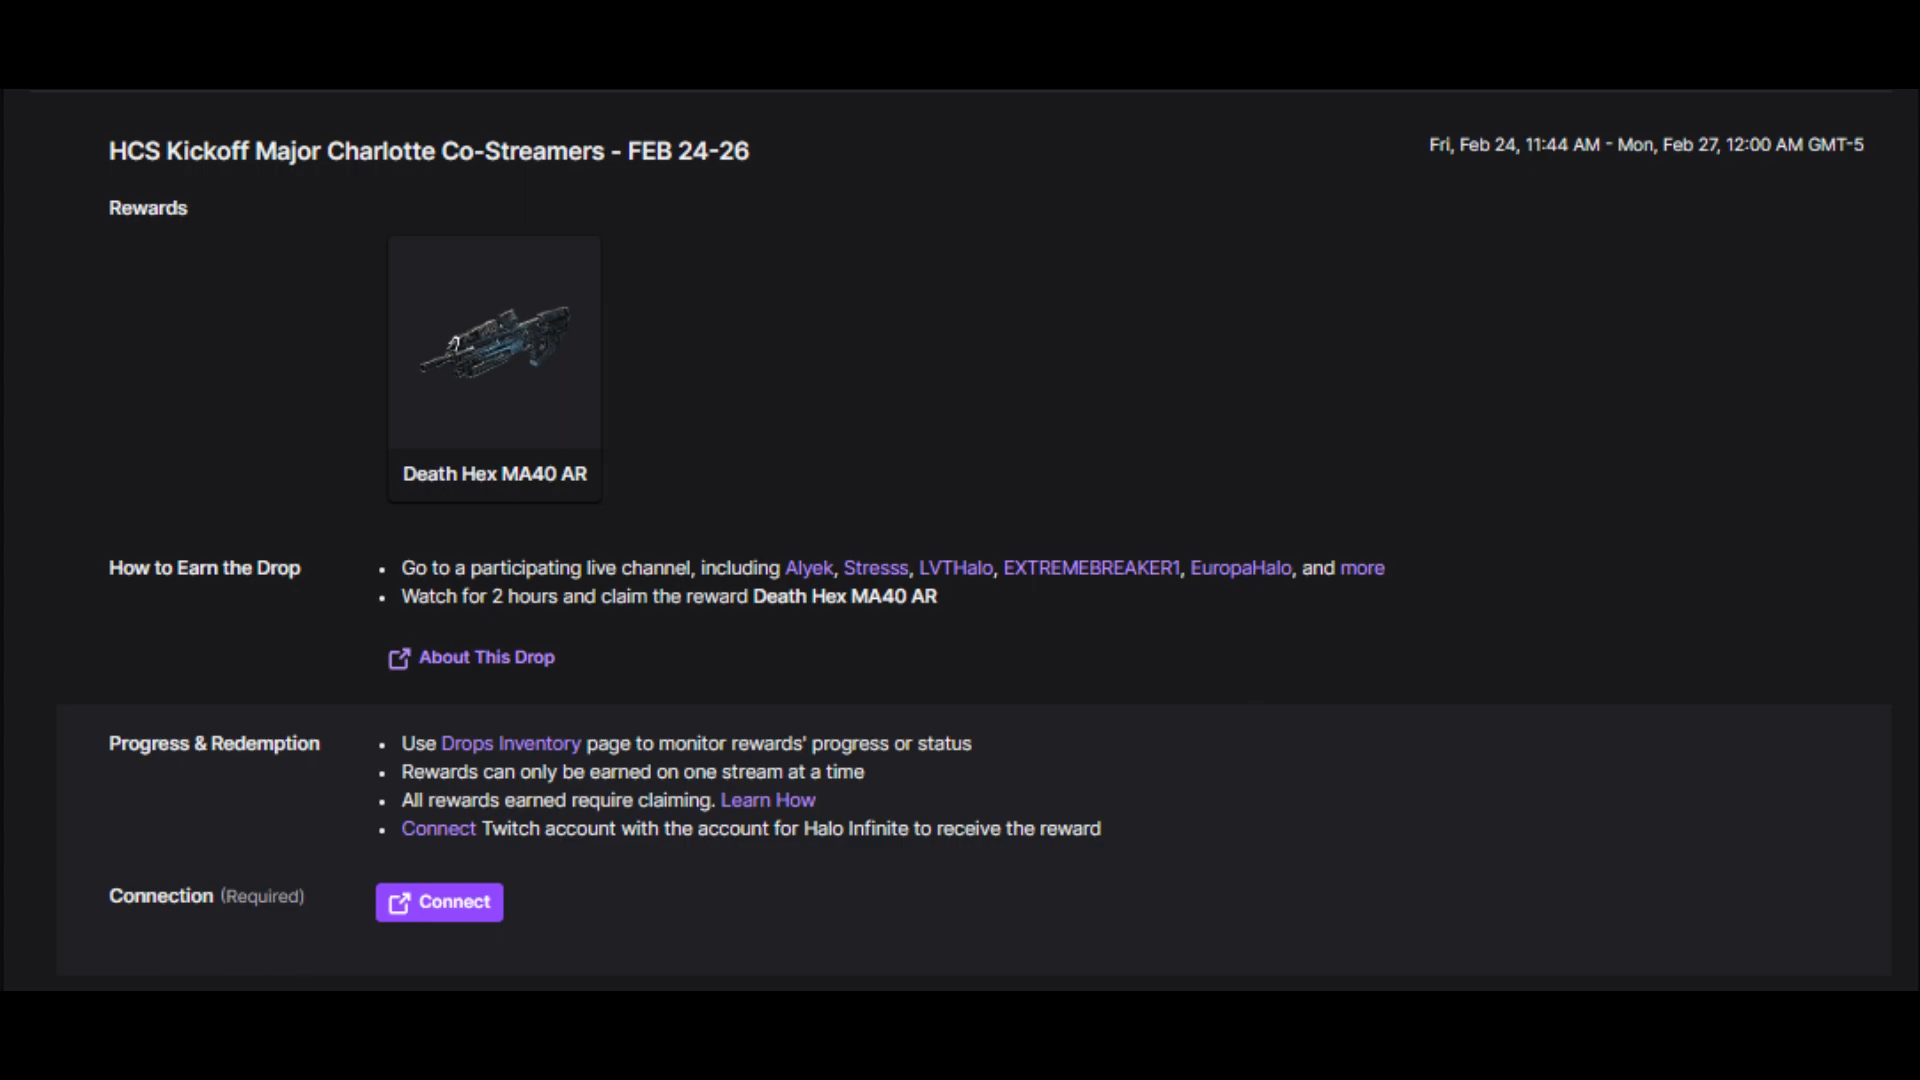 HCS Kickoff Major Charlotte Co-Streamers - FEB 24-26
Fri, Feb 24, 11:44 AM - Mon, Feb 27, 12:00 AM GMT-5
Rewards
Death Hex MA40 AR
How to Earn the Drop
• Go to a participating live channel, including Alyek, Stresss, LVTHalo, EXTREMEBREAKER1, EuropaHalo, and more
• Watch for 2 hours and claim the reward Death Hex MA40 AR
About This Drop
Progress & Redemption
• Use Drops Inventory page to monitor rewards' progress or status
• Rewards can only be earned on one stream at a time
• All rewards earned require claiming. Learn How
• Connect Twitch account with the account for Halo Infinite to receive the reward
Connection (Required)
Connect